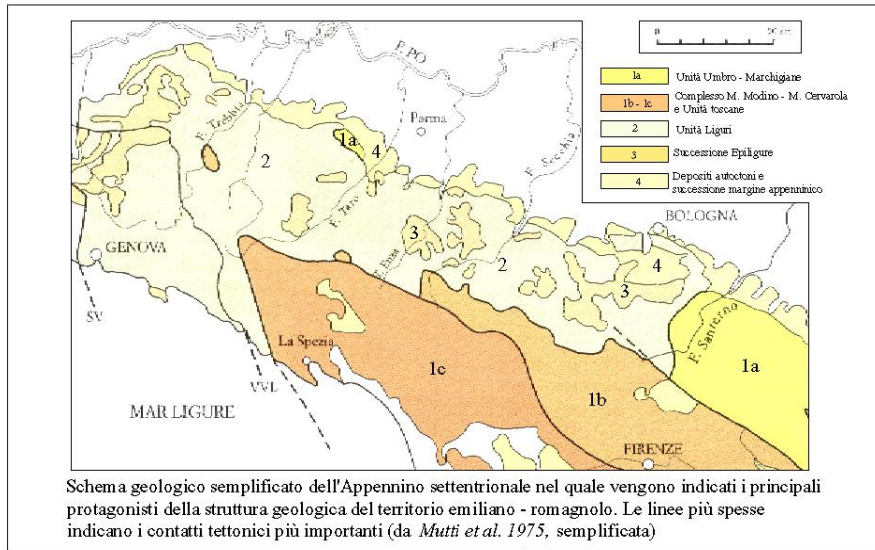 F. PO
0 20 km.
1a Unità Umbro - Marchigiane
1b - 1c Complesso M. Modino - M. Cervarola e Unità toscane
2 Unità Liguri
3 Successione Epiligure
4 Depositi autoctoni e successione margine appenninico
F. Trebbia
Parma
1a
4
2
F. Secchia
F. Taro
BOLOGNA
3
GENOVA
2
4
F. Enza
3
SV
F. Santerno
La Spezia
1c
1a
VVL
1b
MAR LIGURE
FIRENZE
Schema geologico semplificato dell'Appennino settentrionale nel quale vengono indicati i principali
protagonisti della struttura geologica del territorio emiliano - romagnolo. Le linee più spesse
indicano i contatti tettonici più importanti (da Mutti et al. 1975, semplificata)